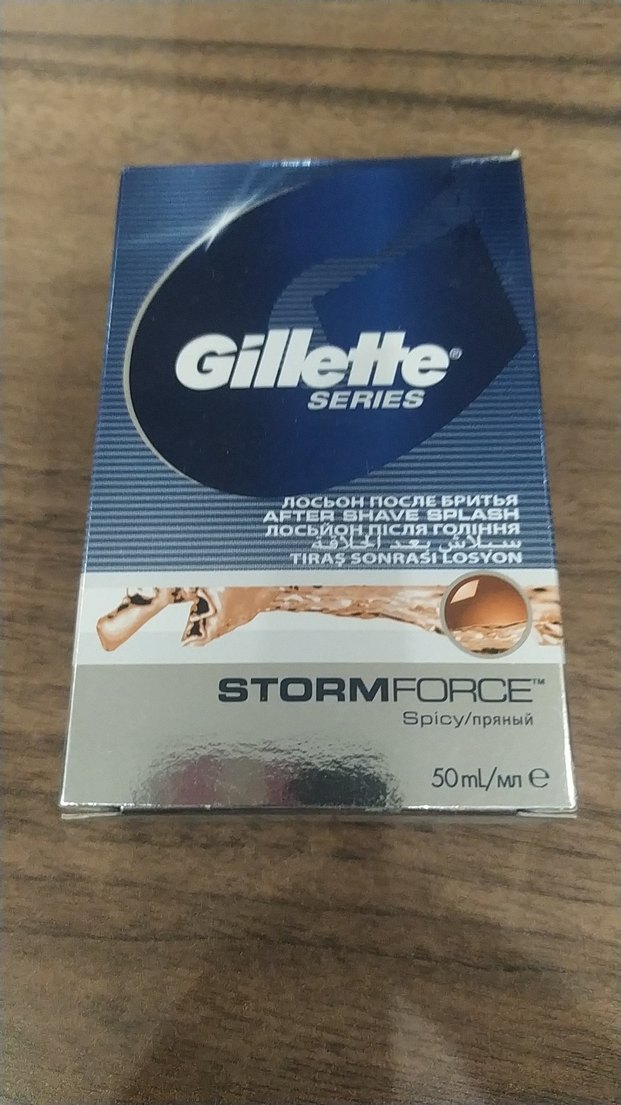 Gillette®
SERIES
ЛОСЬОН ПОСЛЕ БРИТЬЯ
AFTER SHAVE SPLASH
ЛОСЬЙОН ПІСЛЯ ГОЛІННЯ
سبلاش بعد الحلاقة
TIRAŞ SONRASI LOSYON
STORMFORCE™
Spicy/пряный
50 mL/мл ℮